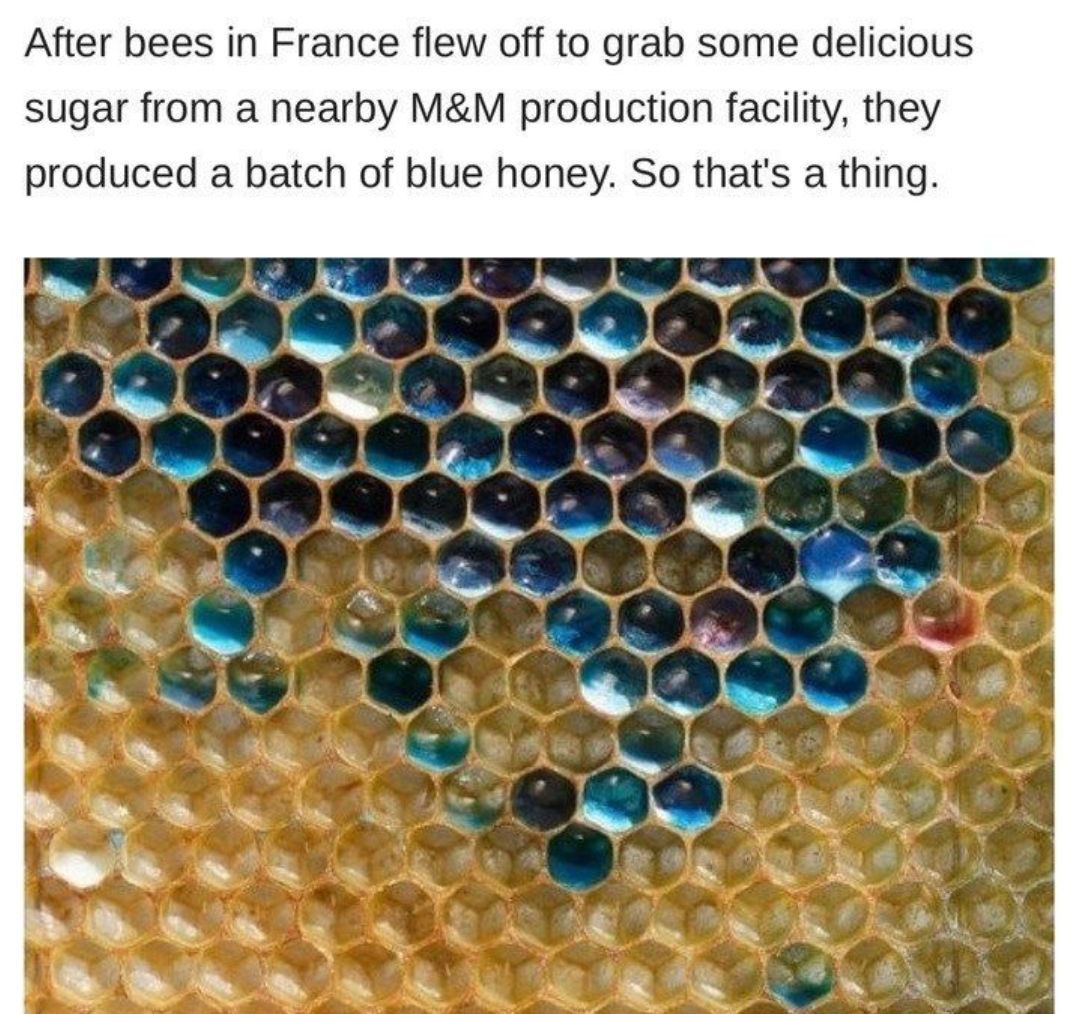 After bees in France flew off to grab some delicious
sugar from a nearby M&M production facility, they
produced a batch of blue honey. So that's a thing.